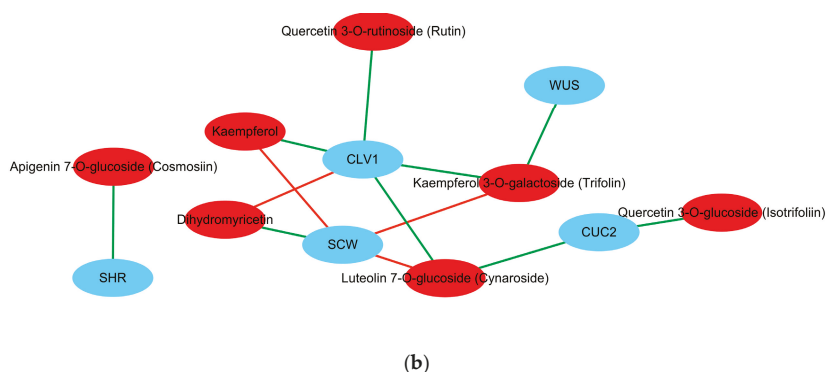 Quercetin 3-O-rutinoside (Rutin)
WUS
Kaempferol
CLV1
Apigenin 7-O-glucoside (Cosmosiin)
Kaempferol 3-O-galactoside (Trifolin)
Dihydromyricetin
Quercetin 3-O-glucoside (Isotrifoliin)
CUC2
SCW
SHR
Luteolin 7-O-glucoside (Cynaroside)
(b)